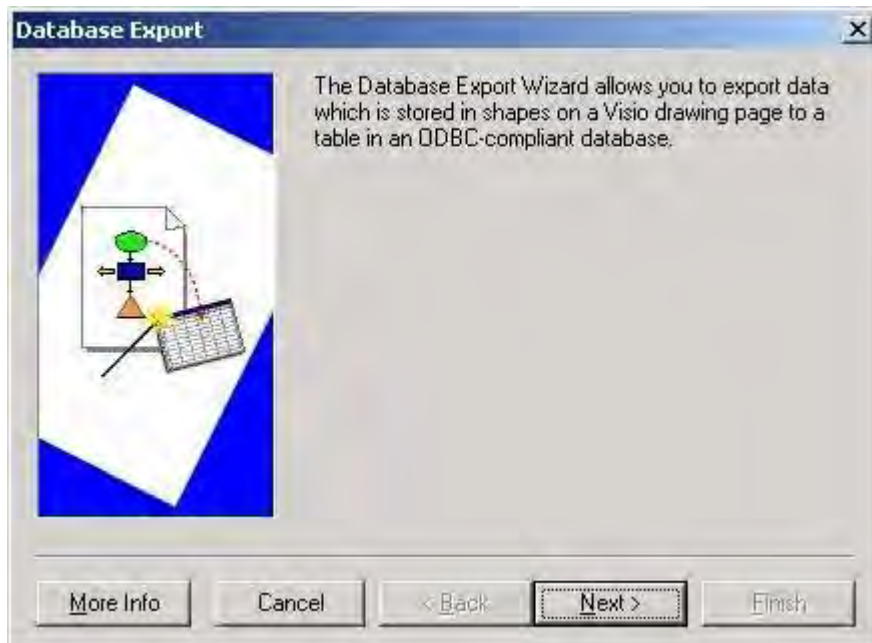 Database Export
The Database Export Wizard allows you to export data
which is stored in shapes on a Visio drawing page to a
table in an ODBC-compliant database.
More Info
Cancel
< Back
Next >
Finish